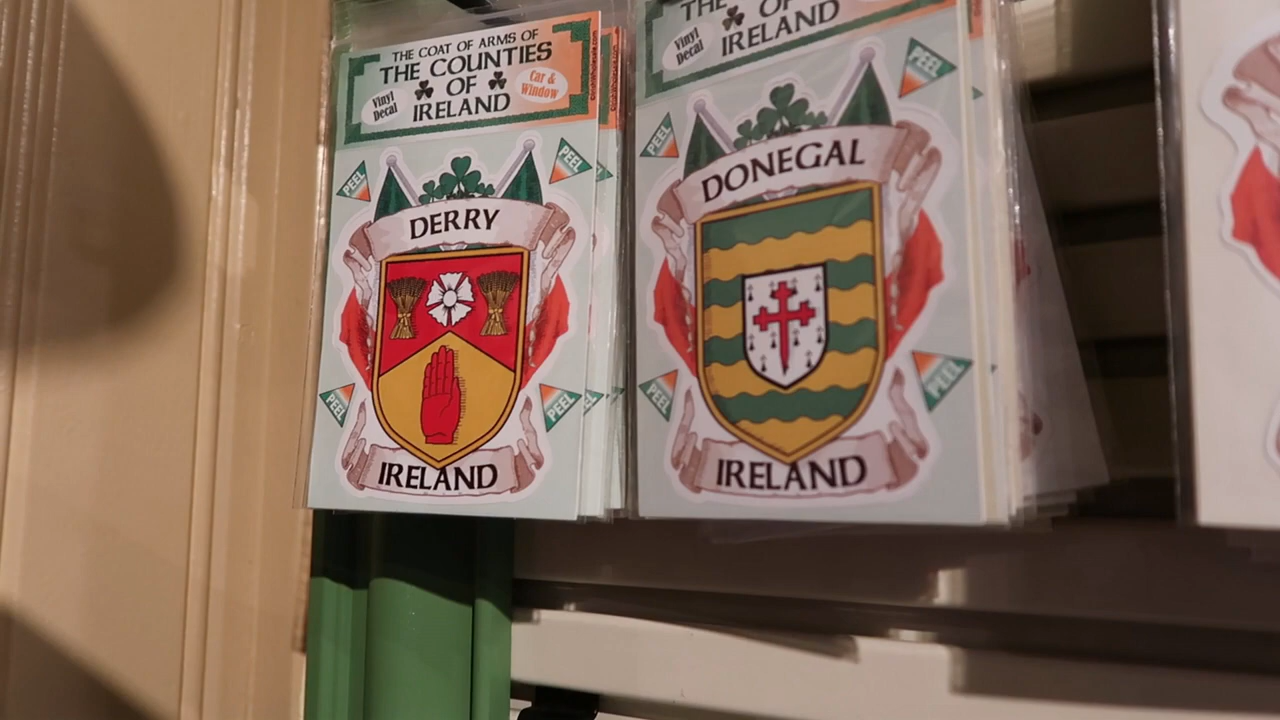 THE COAT OF ARMS OF
THE COUNTIES
OF
IRELAND
Vinyl
Decal
Car &
Window
PEEL
PEEL
DERRY
PEEL
PEEL
IRELAND
THE
OF
IRELAND
Vinyl
Decal
PEEL
PEEL
DONEGAL
PEEL
PEEL
IRELAND